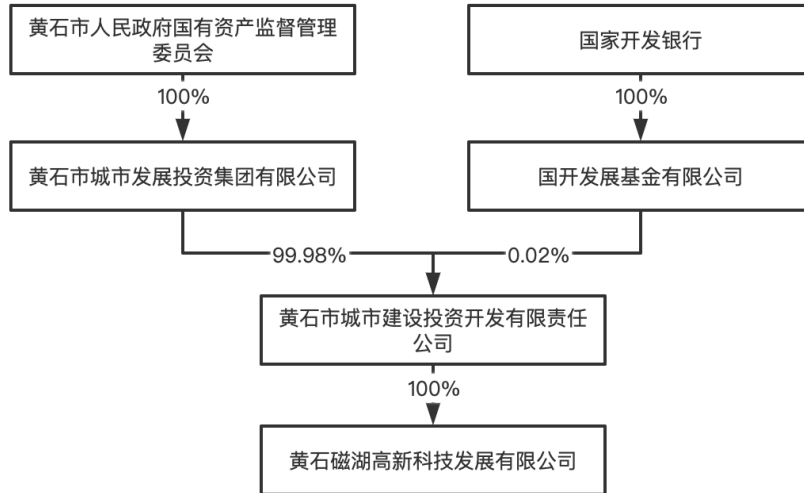 黄石市人民政府国有资产监督管理
委员会
国家开发银行
100%
100%
黄石市城市发展投资集团有限公司
国开发展基金有限公司
99.98%
0.02%
黄石市城市建设投资开发有限责任
公司
100%
黄石磁湖高新科技发展有限公司